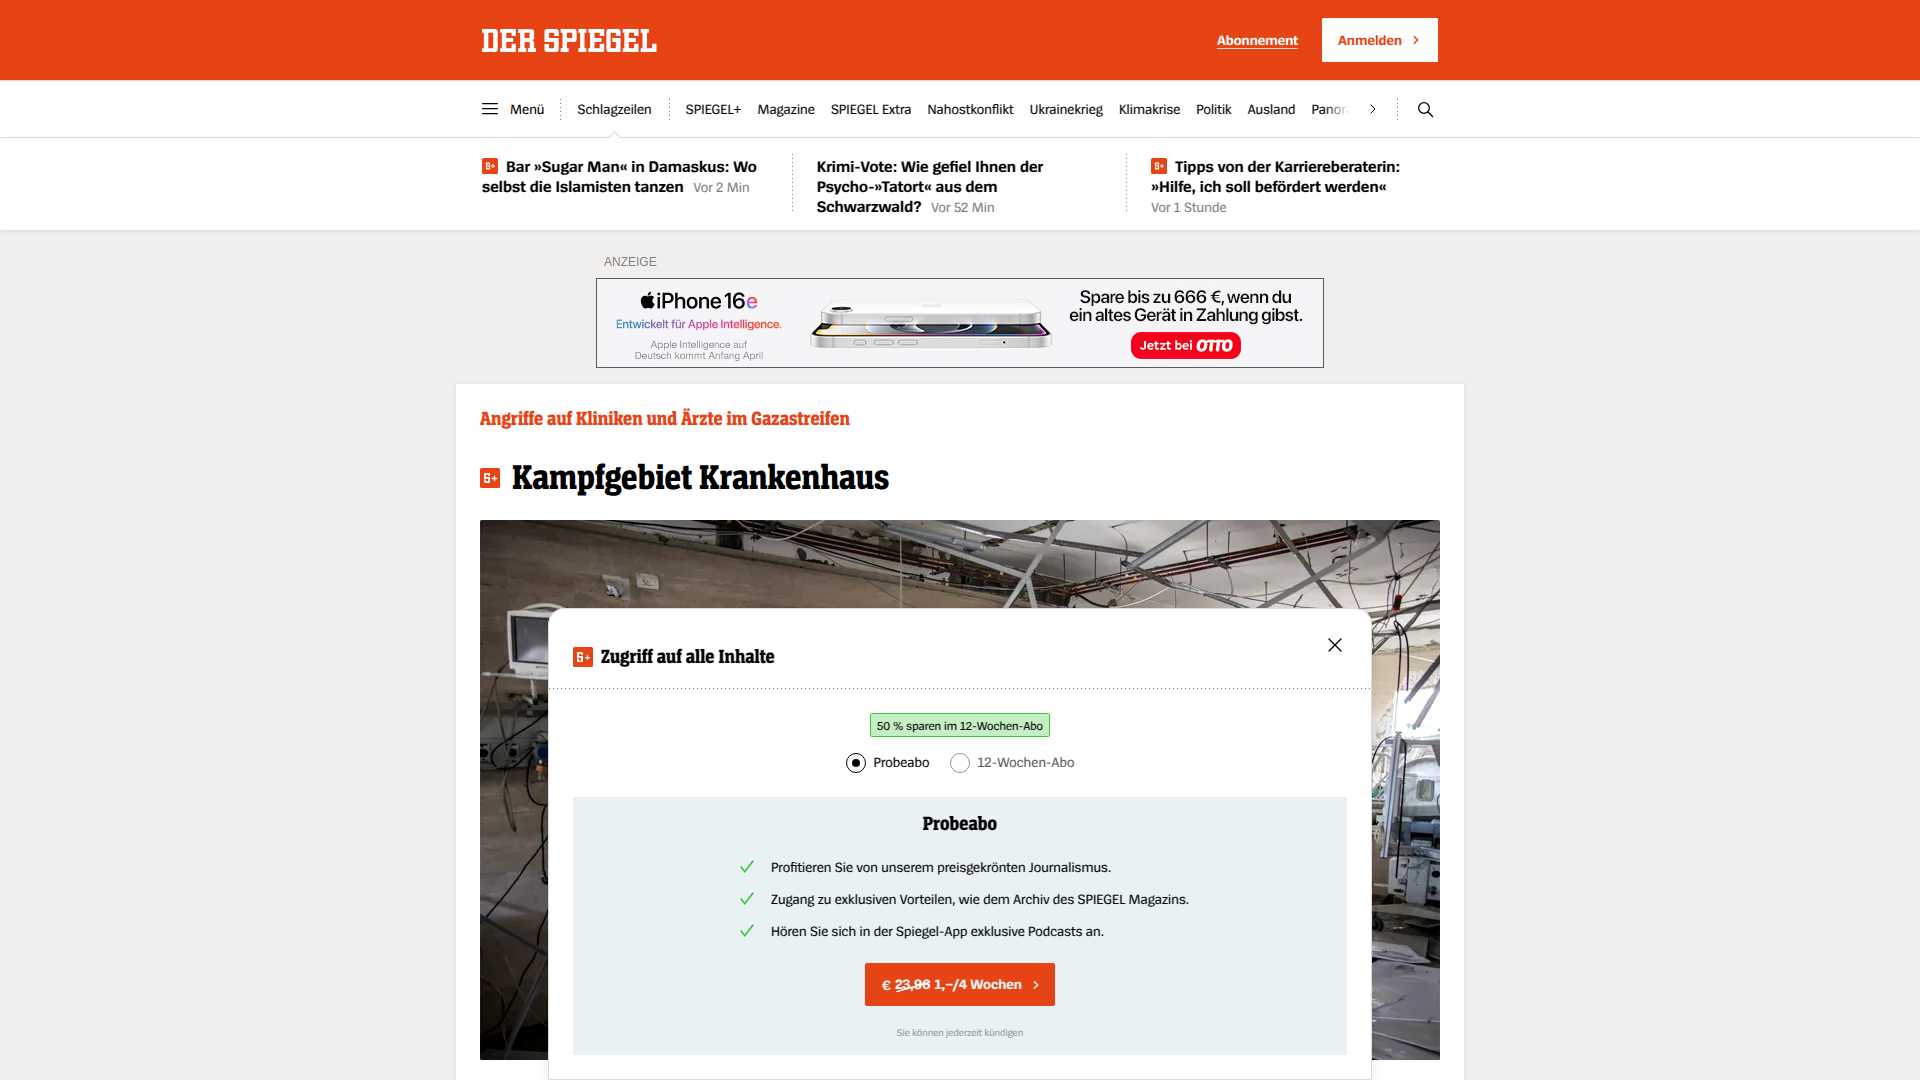 DER SPIEGEL
Abonnement
Anmelden
Menü
Schlagzeilen
SPIEGEL+
Magazine
SPIEGEL Extra
Nahostkonflikt
Ukrainekrieg
Klimakrise
Politik
Ausland
S+ Bar »Sugar Man« in Damaskus: Wo
selbst die Islamisten tanzen Vor 2 Min
Krimi-Vote: Wie gefiel Ihnen der
Psycho-»Tatort« aus dem
Schwarzwald? Vor 52 Min
S+ Tipps von der Karriereberaterin:
»Hilfe, ich soll befördert werden«
Vor 1 Stunde
ANZEIGE
iPhone 16e
Entwickelt für Apple Intelligence.
Apple Intelligence auf
Deutsch kommt Anfang April
Spare bis zu 666 €, wenn du
ein altes Gerät in Zahlung gibst.
Jetzt bei OTTO
Angriffe auf Kliniken und Ärzte im Gazastreifen
S+ Kampfgebiet Krankenhaus
S+ Zugriff auf alle Inhalte
50 % sparen im 12-Wochen-Abo
Probeabo
12-Wochen-Abo
Probeabo
Profitieren Sie von unserem preisgekrönten Journalismus.
Zugang zu exklusiven Vorteilen, wie dem Archiv des SPIEGEL Magazins.
Hören Sie sich in der Spiegel-App exklusive Podcasts an.
€ 23,96 1,–/4 Wochen
Sie können jederzeit kündigen